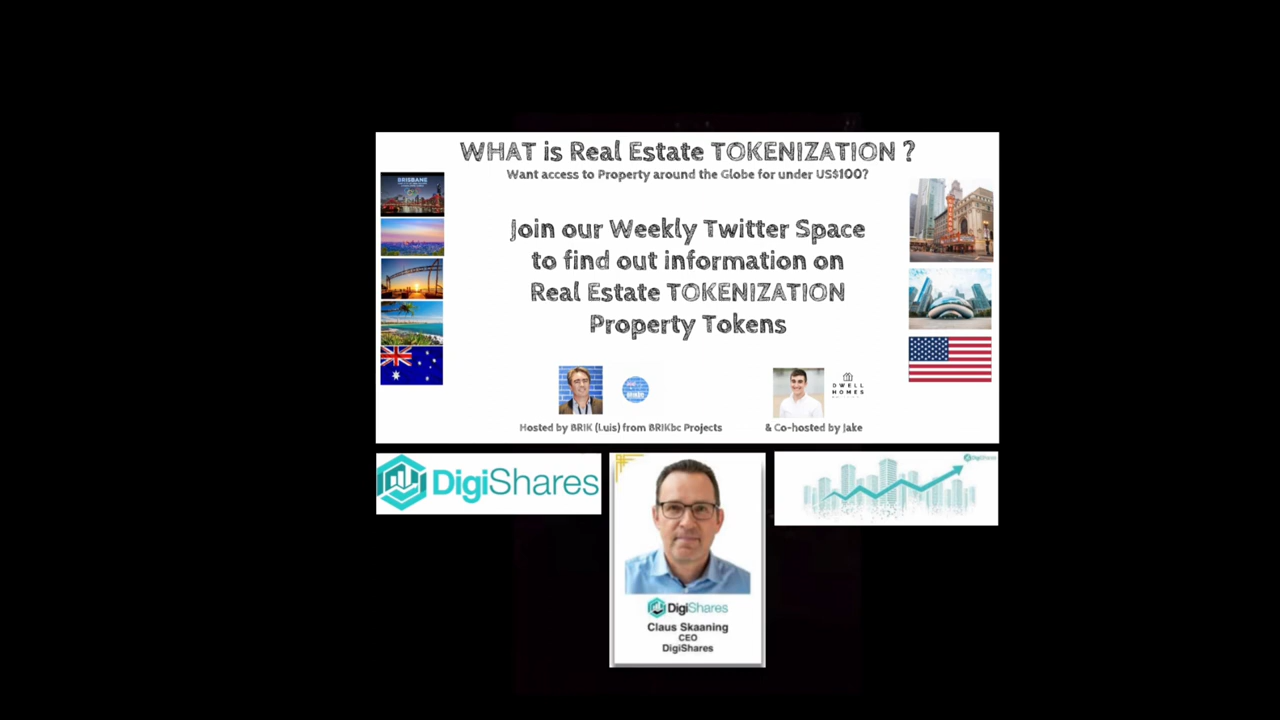 WHAT is Real Estate TOKENIZATION ?
Want access to Property around the Globe for under US$100?
BRISBANE
Join our Weekly Twitter Space
to find out information on
Real Estate TOKENIZATION
Property Tokens
DWELL
HOMES
Hosted by BRIK (Luis) from BRIKbc Projects
& Co-hosted by Jake
DigiShares
DigiShares
DigiShares
Claus Skaaning
CEO
DigiShares